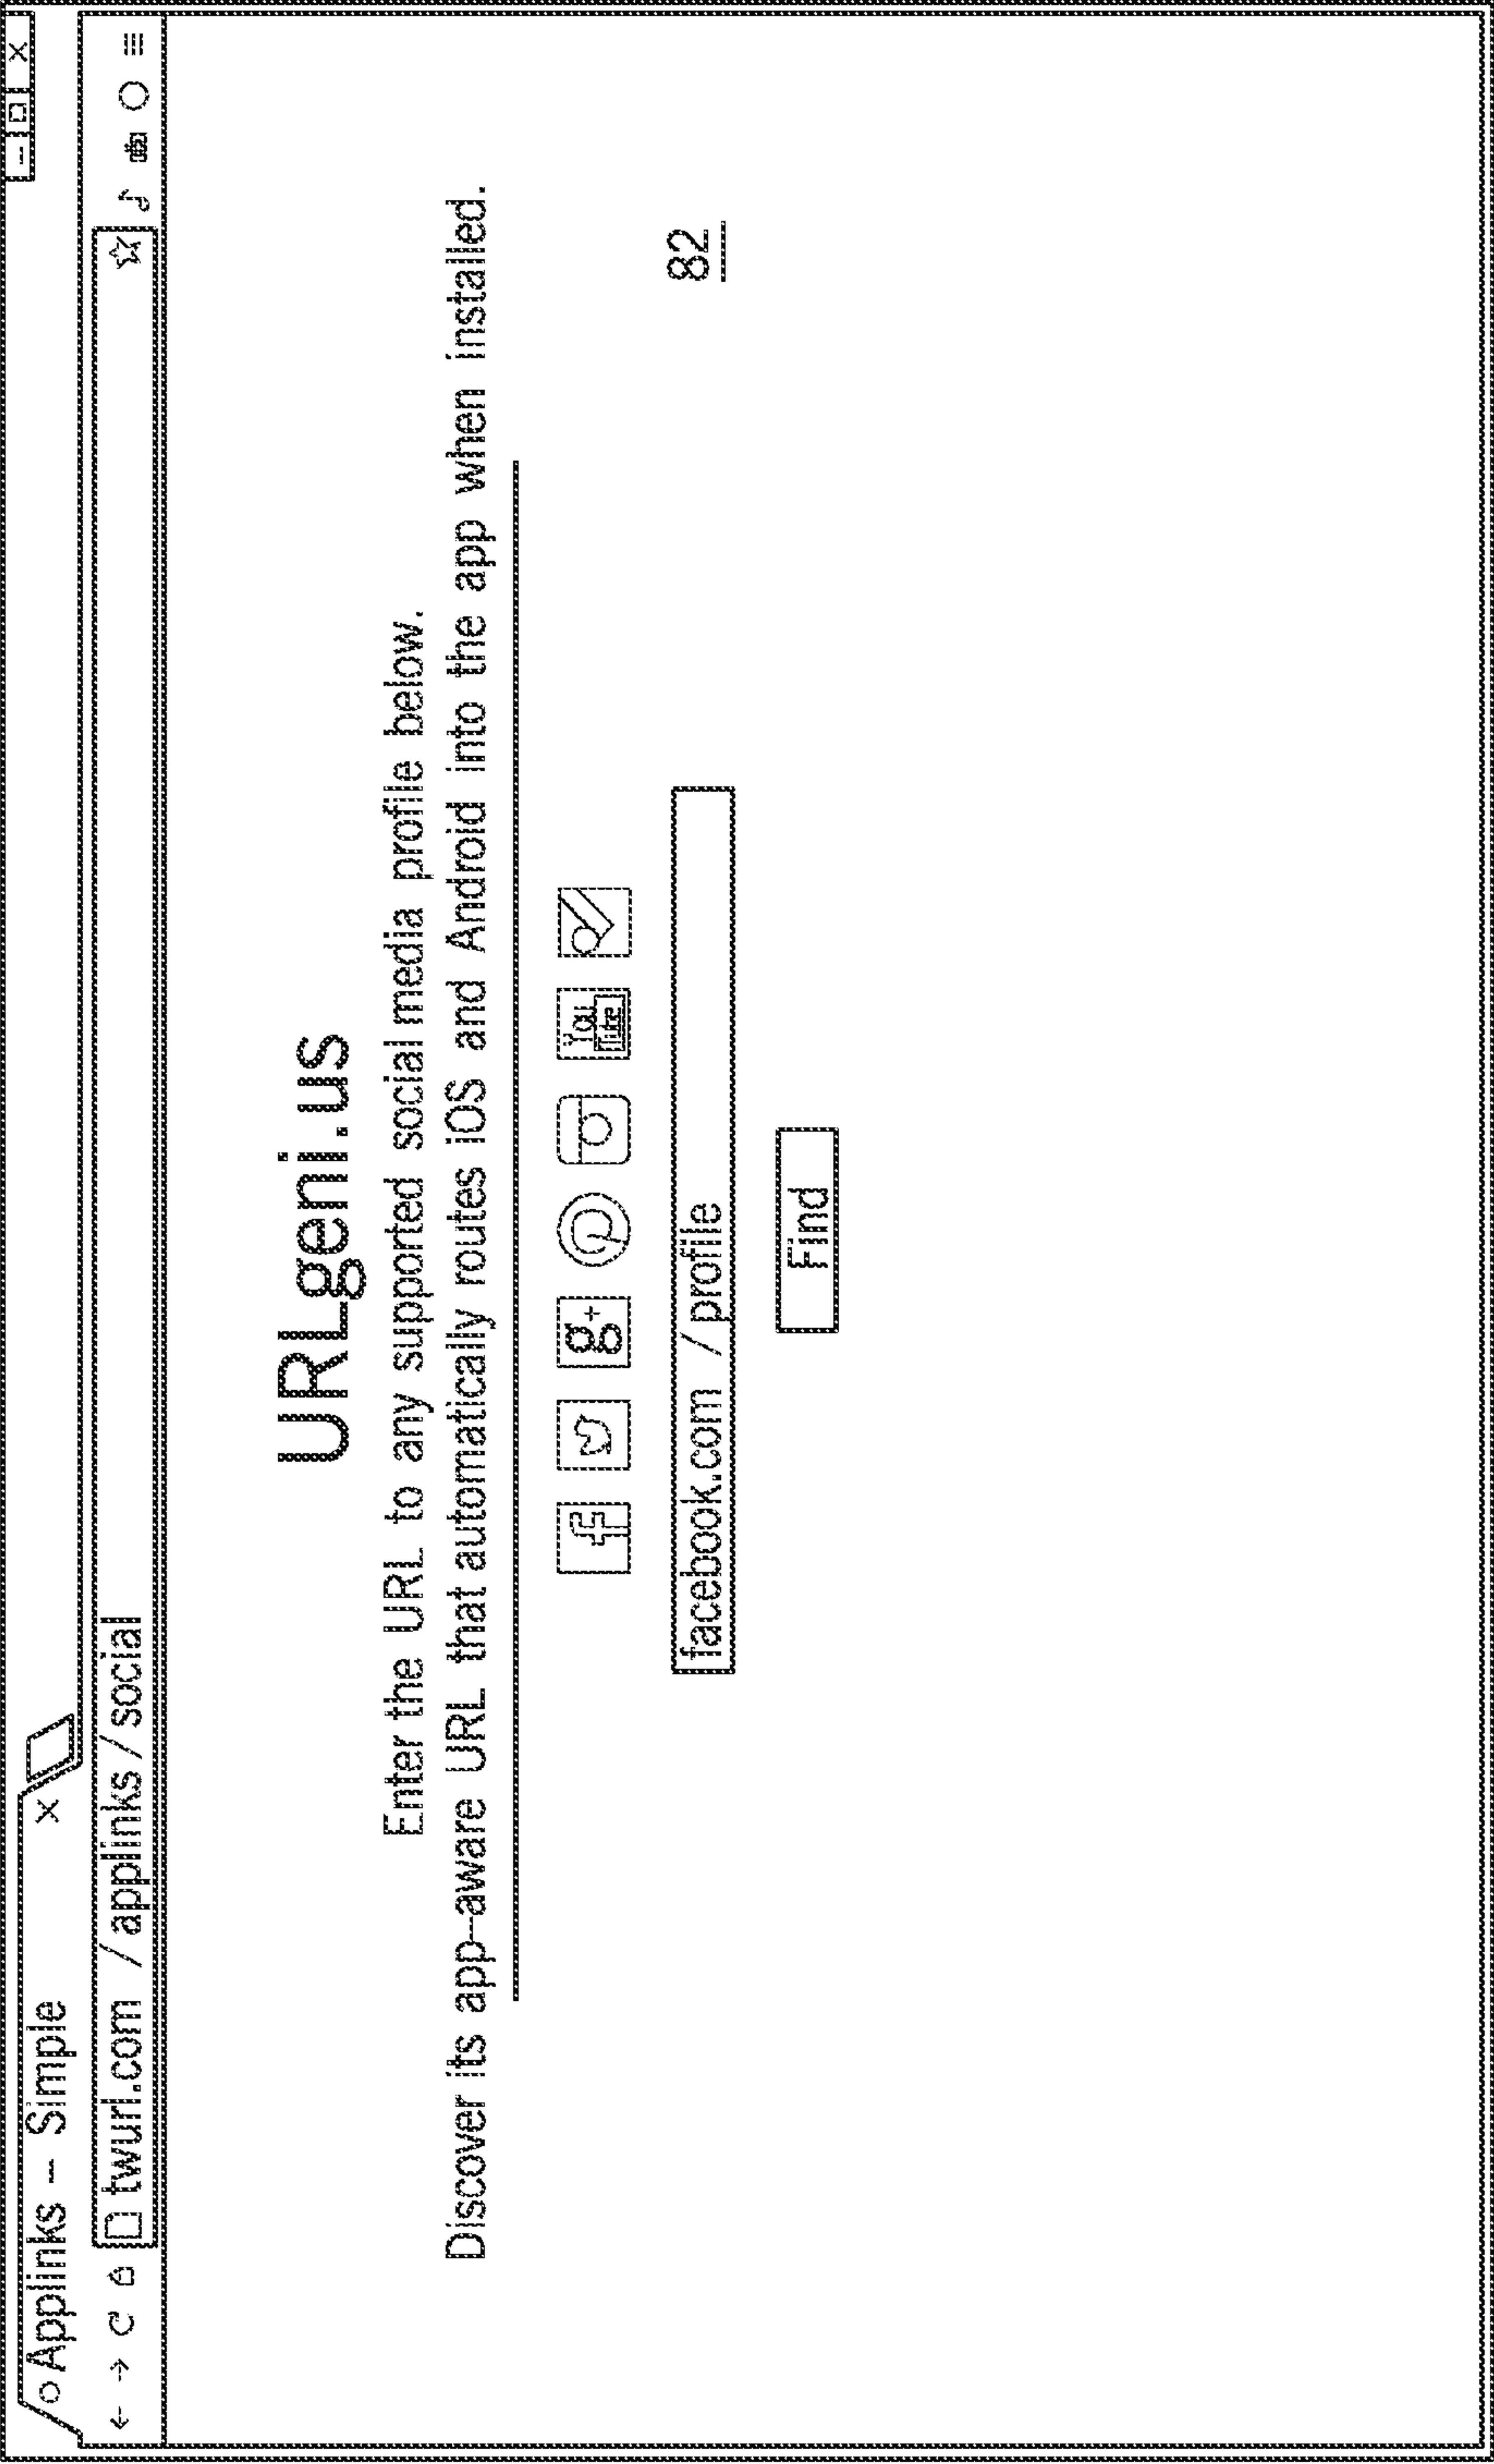 Applinks - Simple
twurl.com / applinks / social
URLgeni.us
Enter the URL to any supported social media profile below.
Discover its app-aware URL that automatically routes iOS and Android into the app when installed.
f g+ You Tube
facebook.com / profile
82
Find